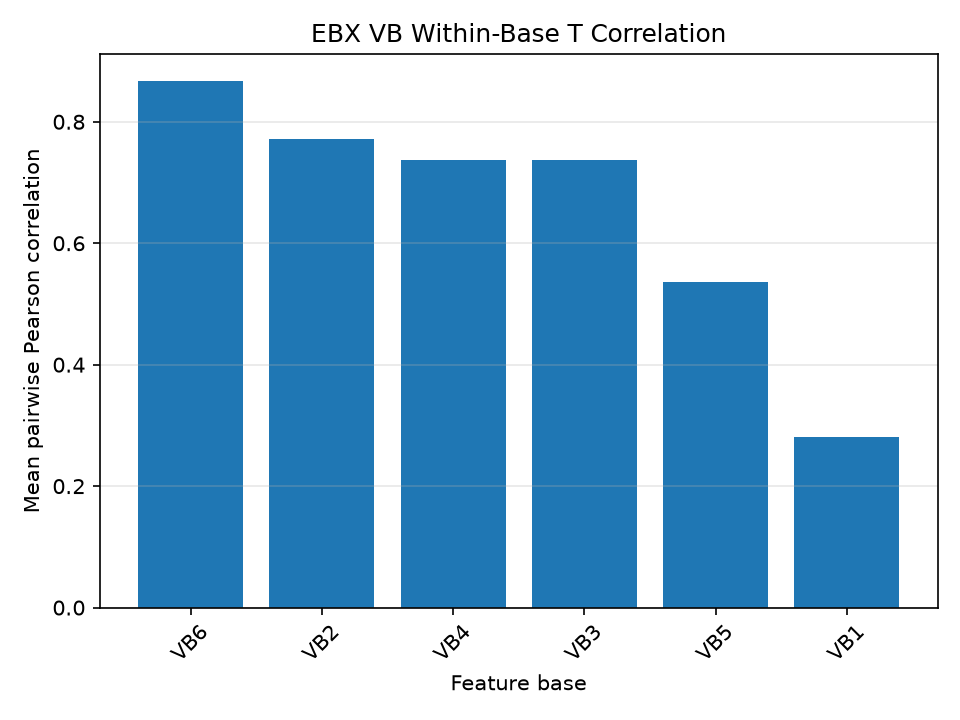 EBX VB Within-Base T Correlation
Mean pairwise Pearson correlation
0.8
0.6
0.4
0.2
0.0
VB6 VB2 VB4 VB3 VB5 VB1
Feature base